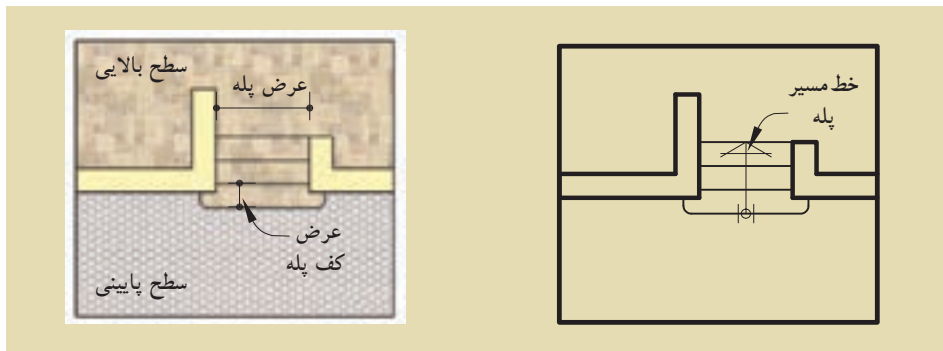 سطح بالایی
عرض پله
عرض
کف پله
سطح پایینی
خط مسیر
پله